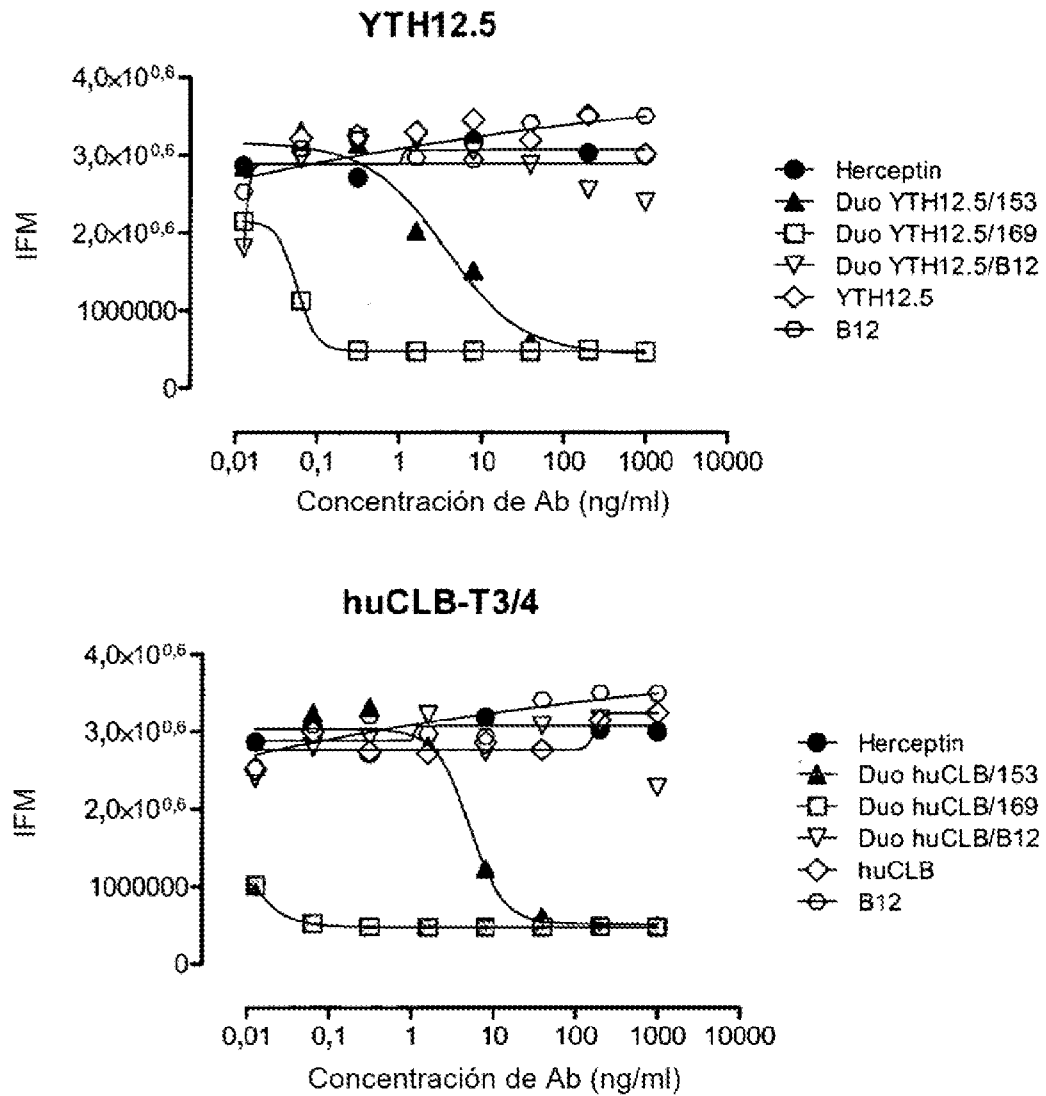 YTH12.5
4,0x10^0,6
3,0x10^0,6
2,0x10^0,6
1000000
0
IFM
0,01 0,1 1 10 100 1000 10000
Concentración de Ab (ng/ml)
Herceptin
Duo YTH12.5/153
Duo YTH12.5/169
Duo YTH12.5/B12
YTH12.5
B12
huCLB-T3/4
4,0x10^0,6
3,0x10^0,6
2,0x10^0,6
1000000
0
IFM
0,01 0,1 1 10 100 1000 10000
Concentración de Ab (ng/ml)
Herceptin
Duo huCLB/153
Duo huCLB/169
Duo huCLB/B12
huCLB
B12